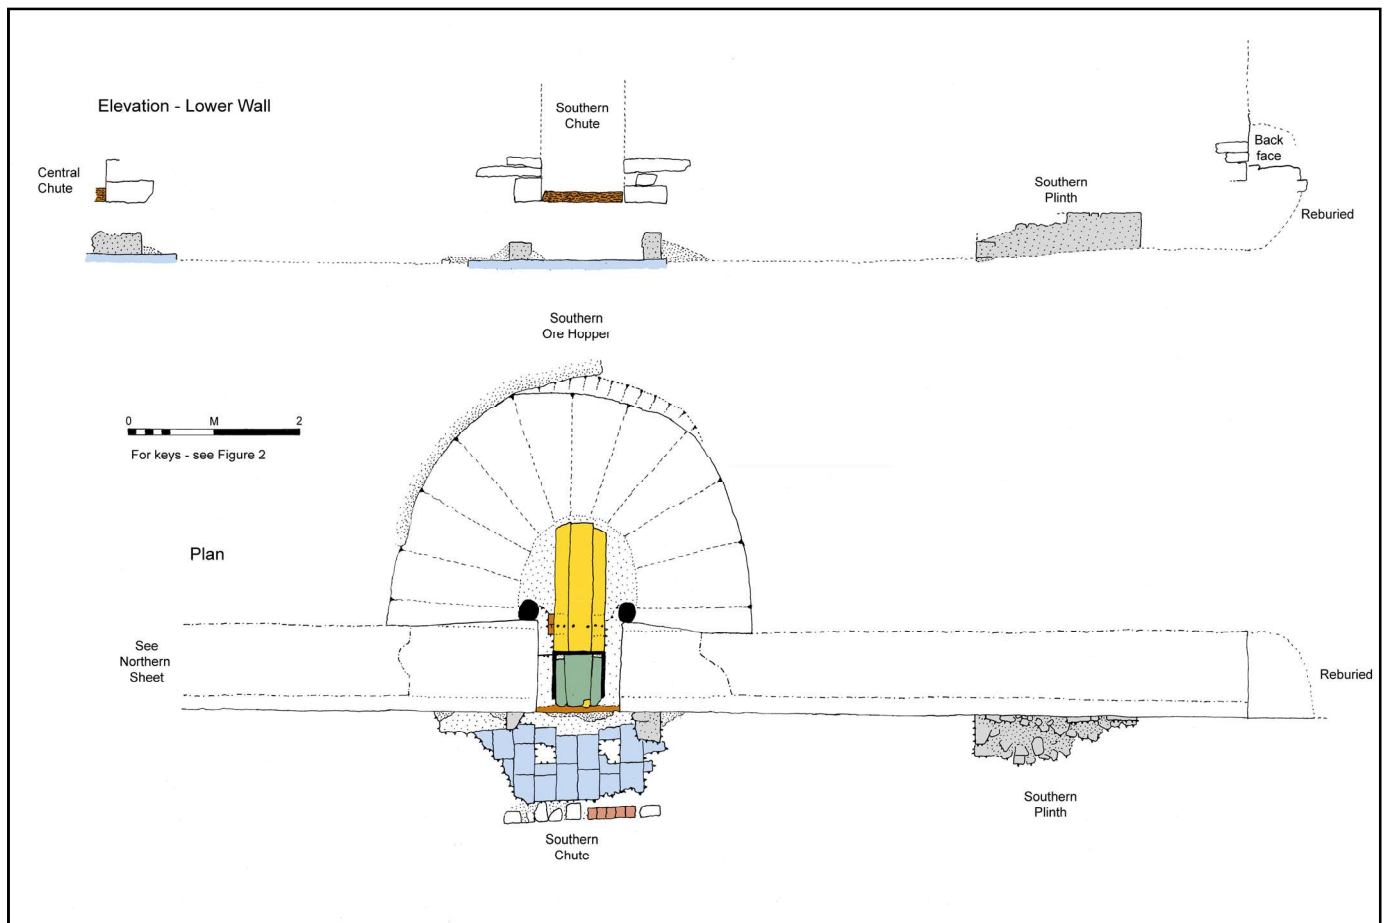 Elevation - Lower Wall
Southern
Chute
Central
Chute
Back
face
Southern
Plinth
Reburied
Southern
Ore Hopper
0 M 2
For keys - see Figure 2
Plan
See
Northern
Sheet
Reburied
Southern
Plinth
Southern
Chute